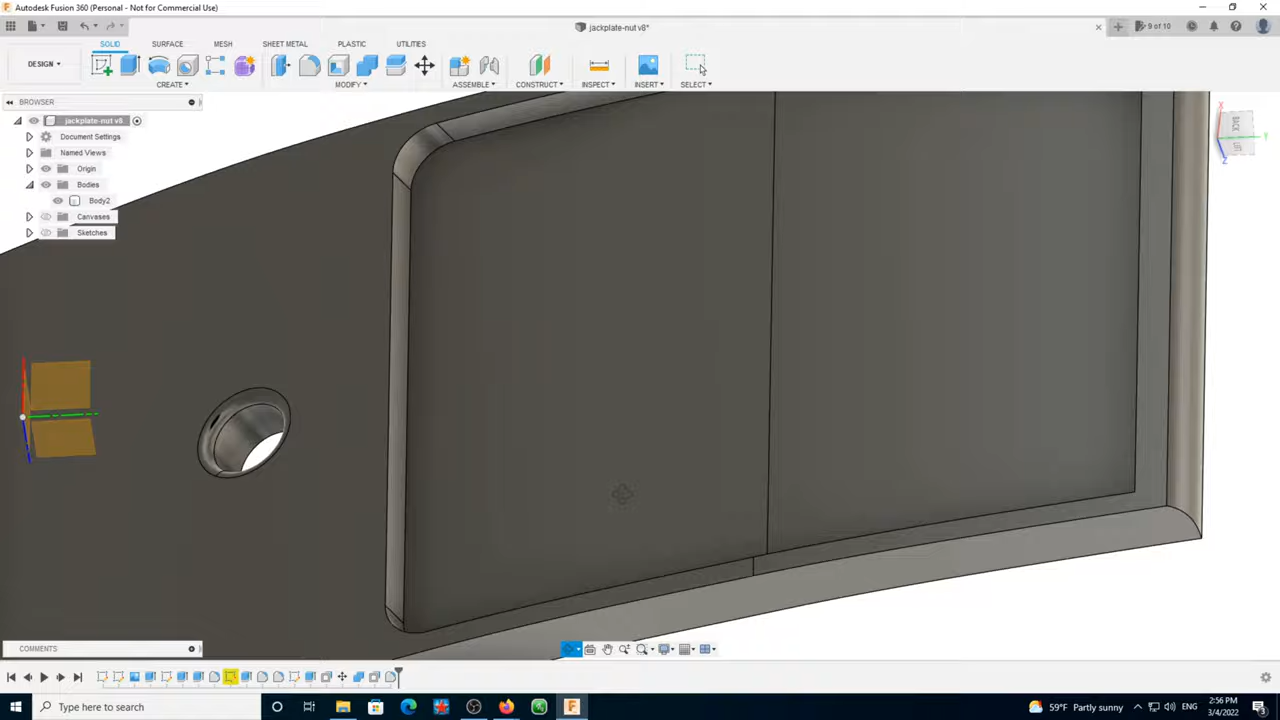 Autodesk Fusion 360 (Personal - Not for Commercial Use)
jackplate-nut v8*
9 of 10
SOLID SURFACE MESH SHEET METAL PLASTIC UTILITIES
DESIGN
CREATE MODIFY ASSEMBLE CONSTRUCT INSPECT INSERT SELECT
BROWSER
jackplate-nut v8
Document Settings
Named Views
Origin
Bodies
Body2
Canvases
Sketches
X
BACK
Y
Z
COMMENTS
Type here to search
59°F Partly sunny
ENG
2:56 PM
3/4/2022
3